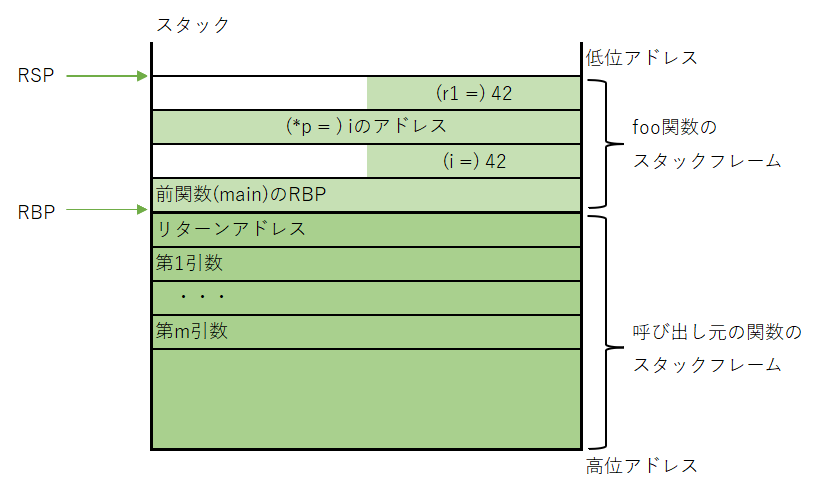 スタック
低位アドレス
RSP
(r1 =) 42
(*p = ) iのアドレス
foo関数の
スタックフレーム
(i =) 42
前関数(main)のRBP
RBP
リターンアドレス
第1引数
・・・
第m引数
呼び出し元の関数の
スタックフレーム
高位アドレス